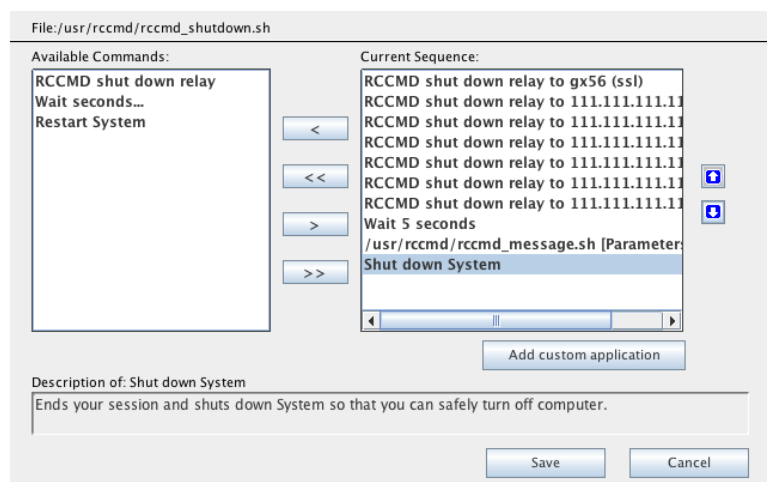 File:/usr/rccmd/rccmd_shutdown.sh
Available Commands:
RCCMD shut down relay
Wait seconds...
Restart System
<
<<
>
>>
Current Sequence:
RCCMD shut down relay to gx56 (ssl)
RCCMD shut down relay to 111.111.111.11
RCCMD shut down relay to 111.111.111.11
RCCMD shut down relay to 111.111.111.11
RCCMD shut down relay to 111.111.111.11
RCCMD shut down relay to 111.111.111.11
RCCMD shut down relay to 111.111.111.11
Wait 5 seconds
/usr/rccmd/rccmd_message.sh [Parameters
Shut down System
Add custom application
Description of: Shut down System
Ends your session and shuts down System so that you can safely turn off computer.
Save
Cancel